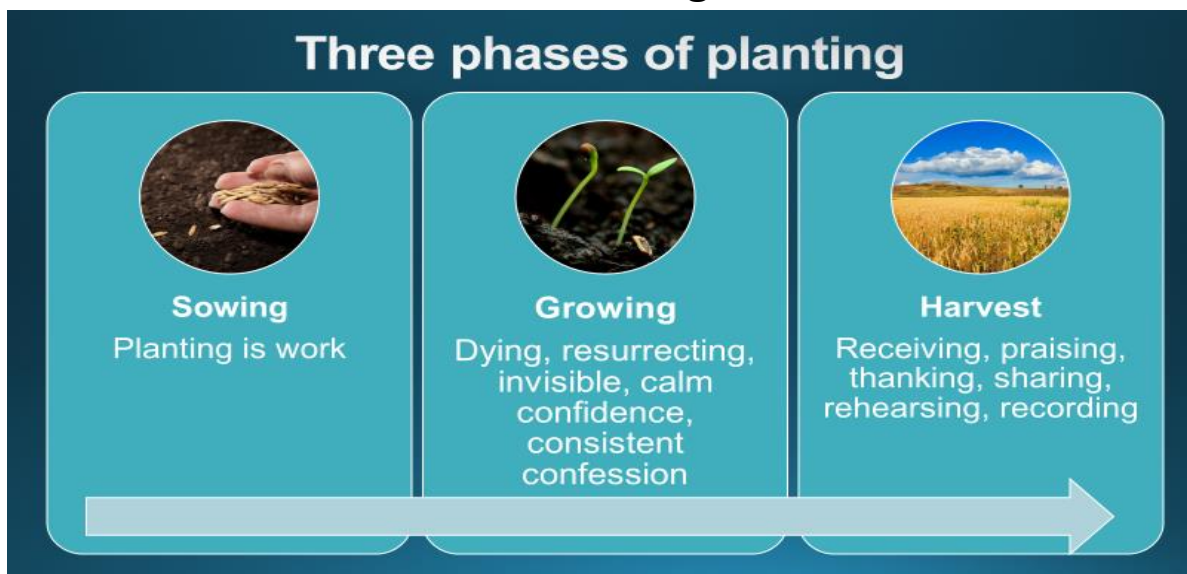 Three phases of planting
Sowing
Planting is work
Growing
Dying, resurrecting,
invisible, calm
confidence,
consistent
confession
Harvest
Receiving, praising,
thanking, sharing,
rehearsing, recording